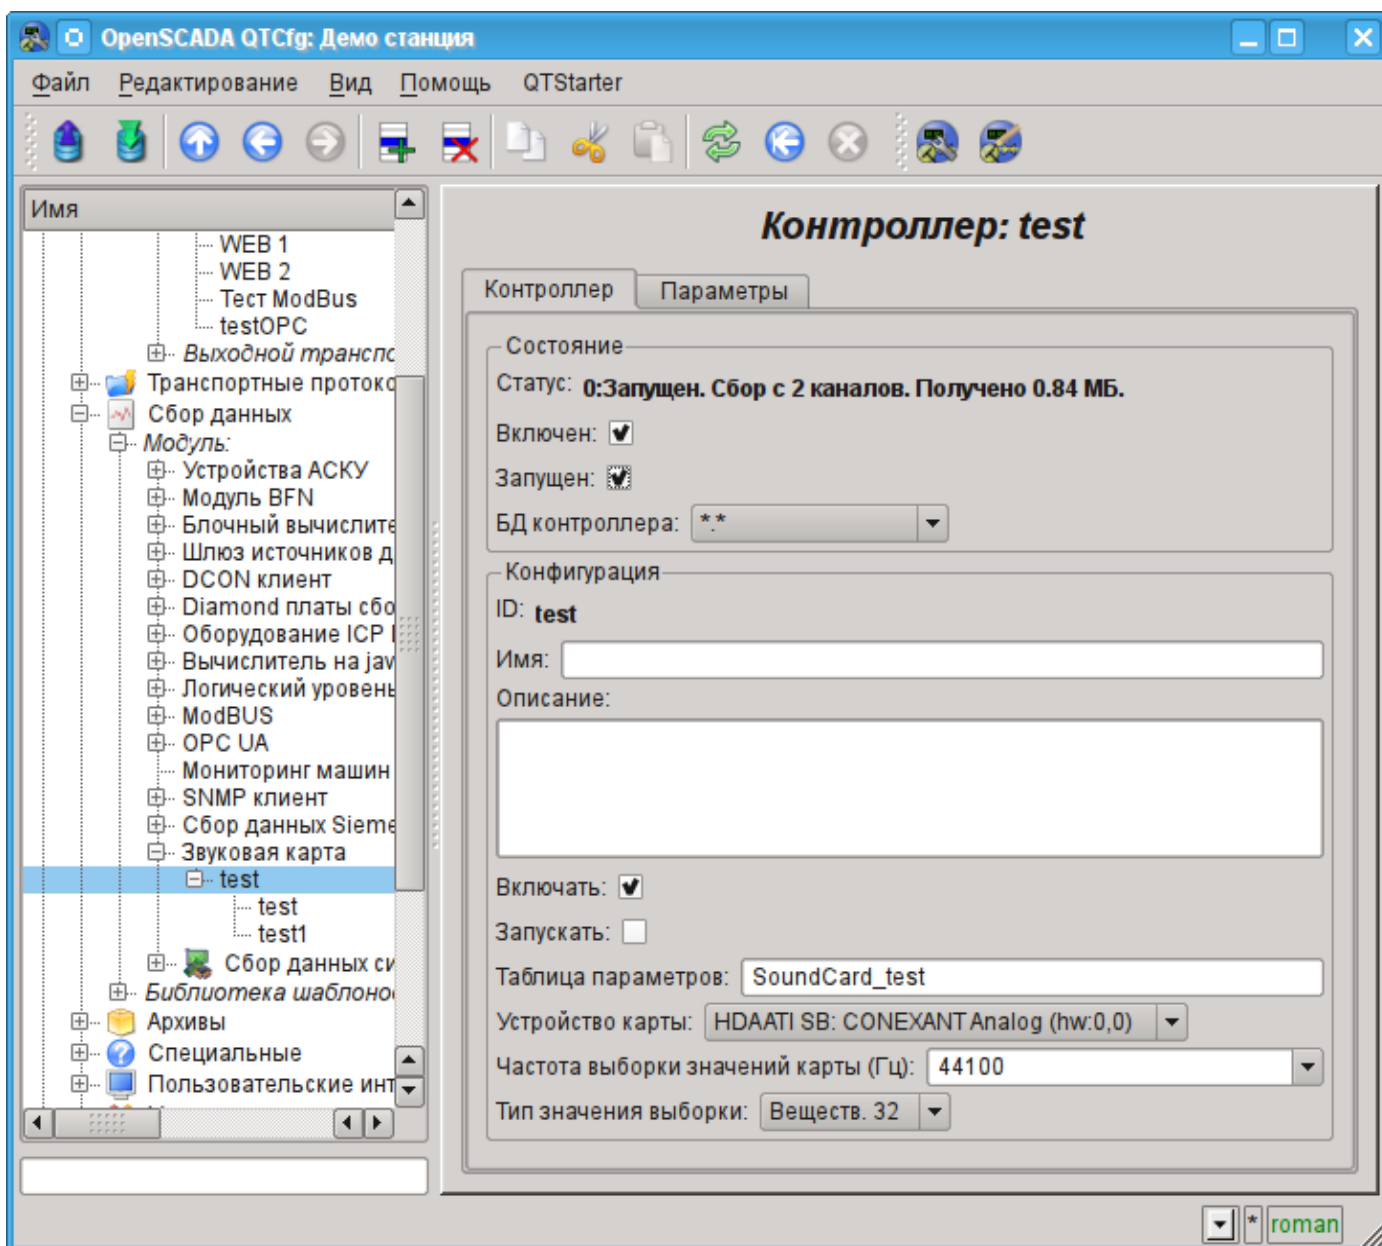 OpenSCADA QTCfg: Демо станция
Файл Редактирование Вид Помощь QTStarter
Имя
WEB 1
WEB 2
Тест ModBus
testOPC
Выходной транспо
Транспортные протоко
Сбор данных
Модуль:
Устройства АСКУ
Модуль BFN
Блочный вычислите
Шлюз источников д
DCON клиент
Diamond платы сбо
Оборудование ICP
Вычислитель на jav
Логический уровень
ModBUS
OPC UA
Мониторинг машин
SNMP клиент
Сбор данных Sieme
Звуковая карта
test
test
test1
Сбор данных си
Библиотека шаблоно
Архивы
Специальные
Пользовательские инт
Контроллер: test
Контроллер Параметры
Состояние
Статус: 0:Запущен. Сбор с 2 каналов. Получено 0.84 МБ.
Включен:
Запущен:
БД контроллера: *.*
Конфигурация
ID: test
Имя:
Описание:
Включать:
Запускать:
Таблица параметров: SoundCard_test
Устройство карты: HDAATI SB: CONEXANT Analog (hw:0,0)
Частота выборки значений карты (Гц): 44100
Тип значения выборки: Веществ. 32
* roman